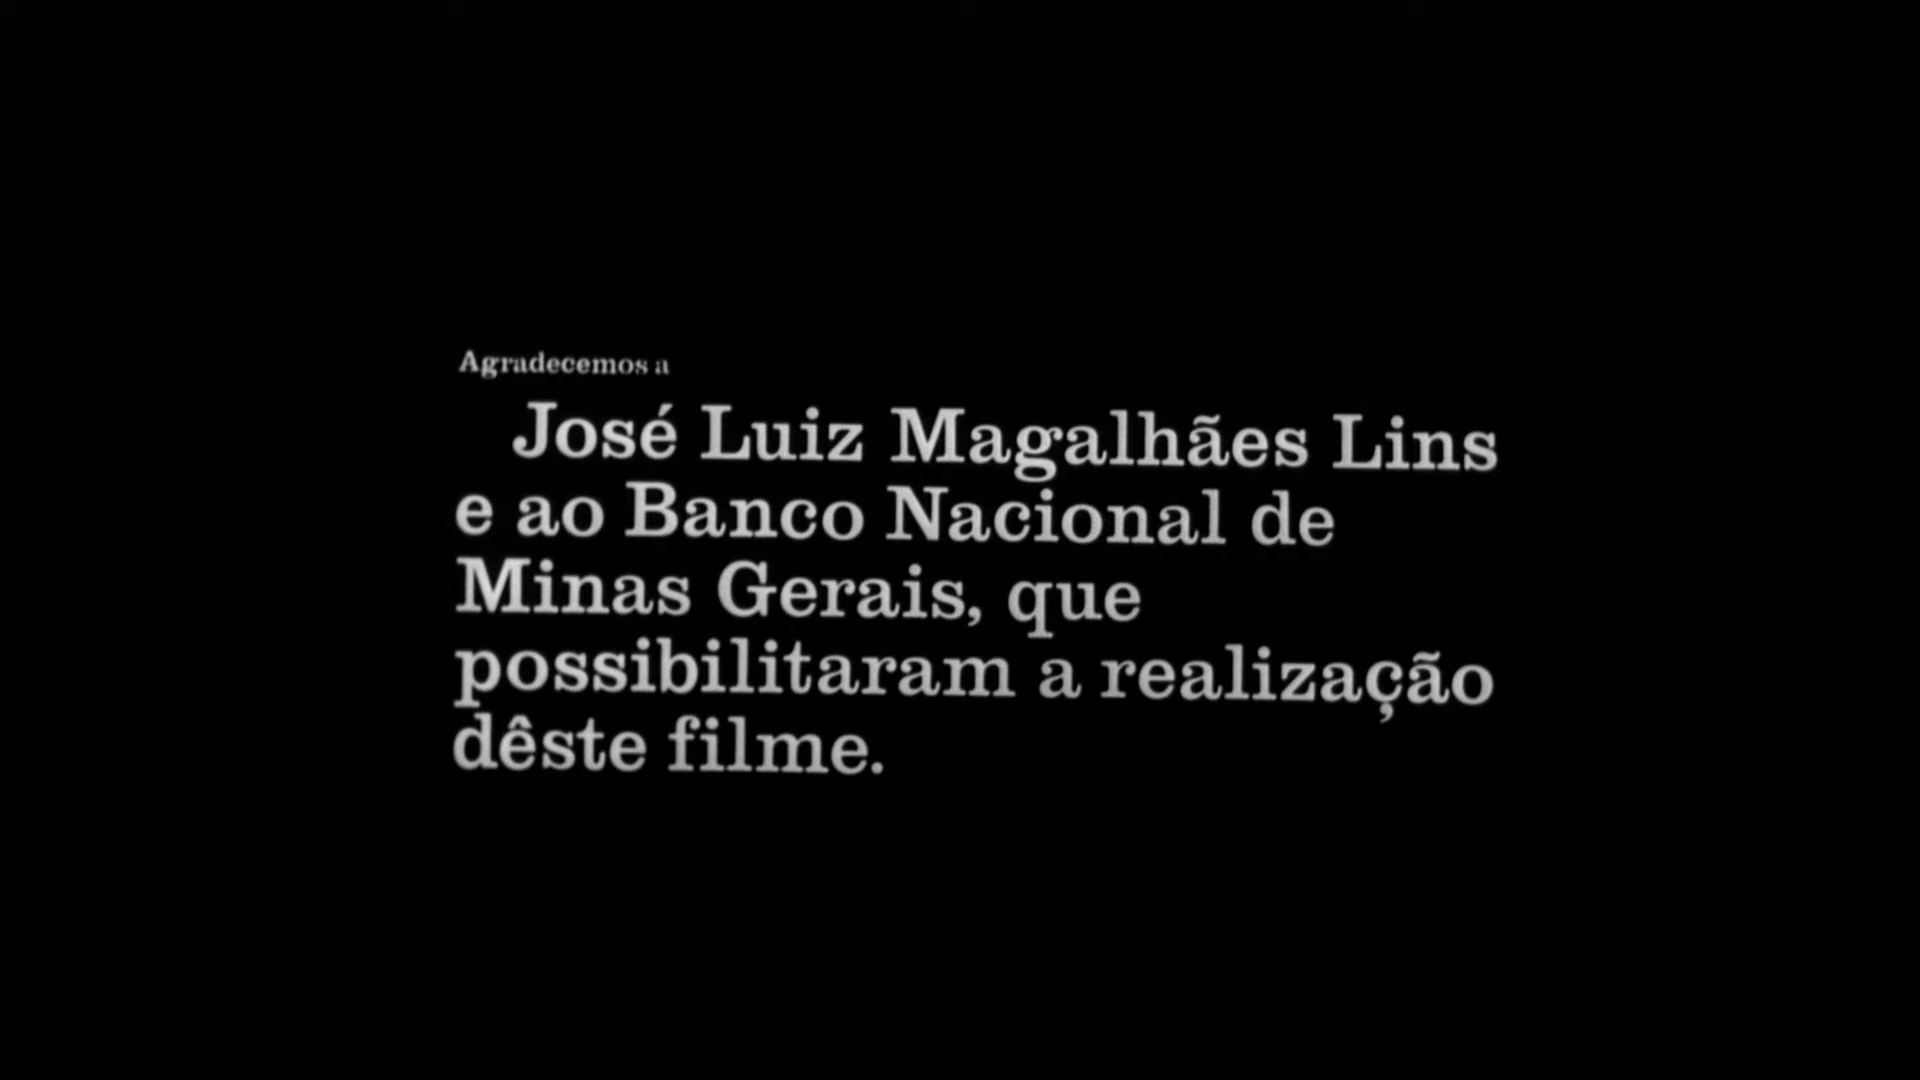 Agradecemos a
José Luiz Magalhães Lins
e ao Banco Nacional de
Minas Gerais, que
possibilitaram a realização
dêste filme.